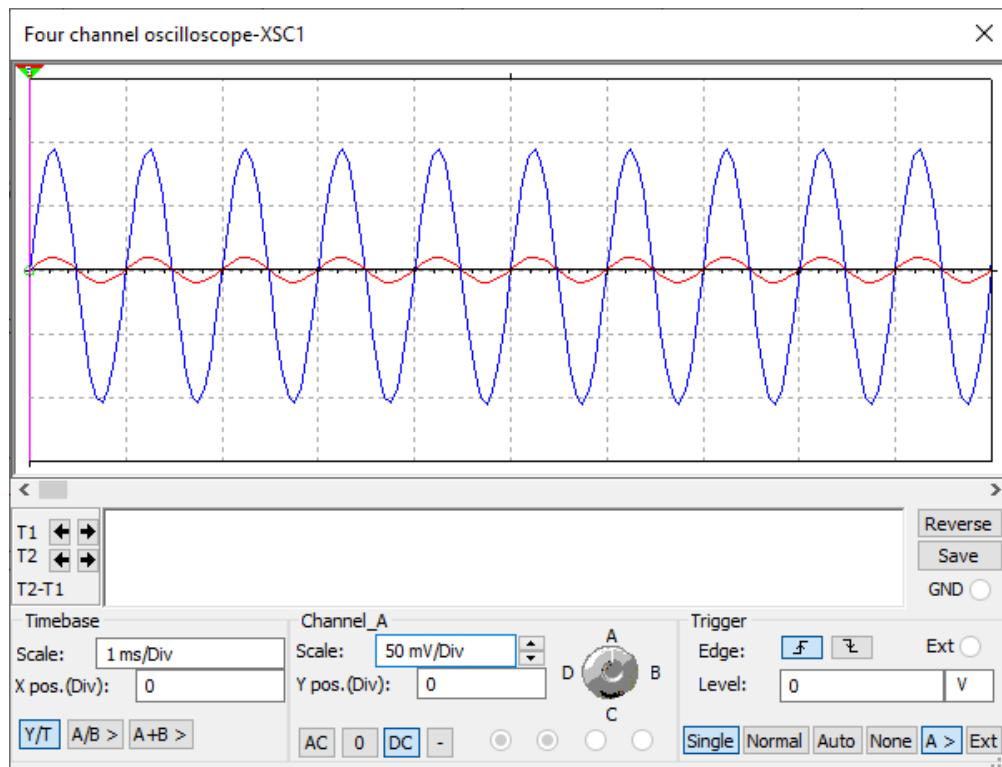 Four channel oscilloscope-XSC1
T1
T2
T2-T1
Reverse
Save
GND
Timebase
Scale: 1 ms/Div
X pos.(Div): 0
Y/T A/B > A+B >
Channel_A
Scale: 50 mV/Div
Y pos.(Div): 0
AC 0 DC -
A
D B
C
Trigger
Edge: Ext
Level: 0 V
Single Normal Auto None A > Ext